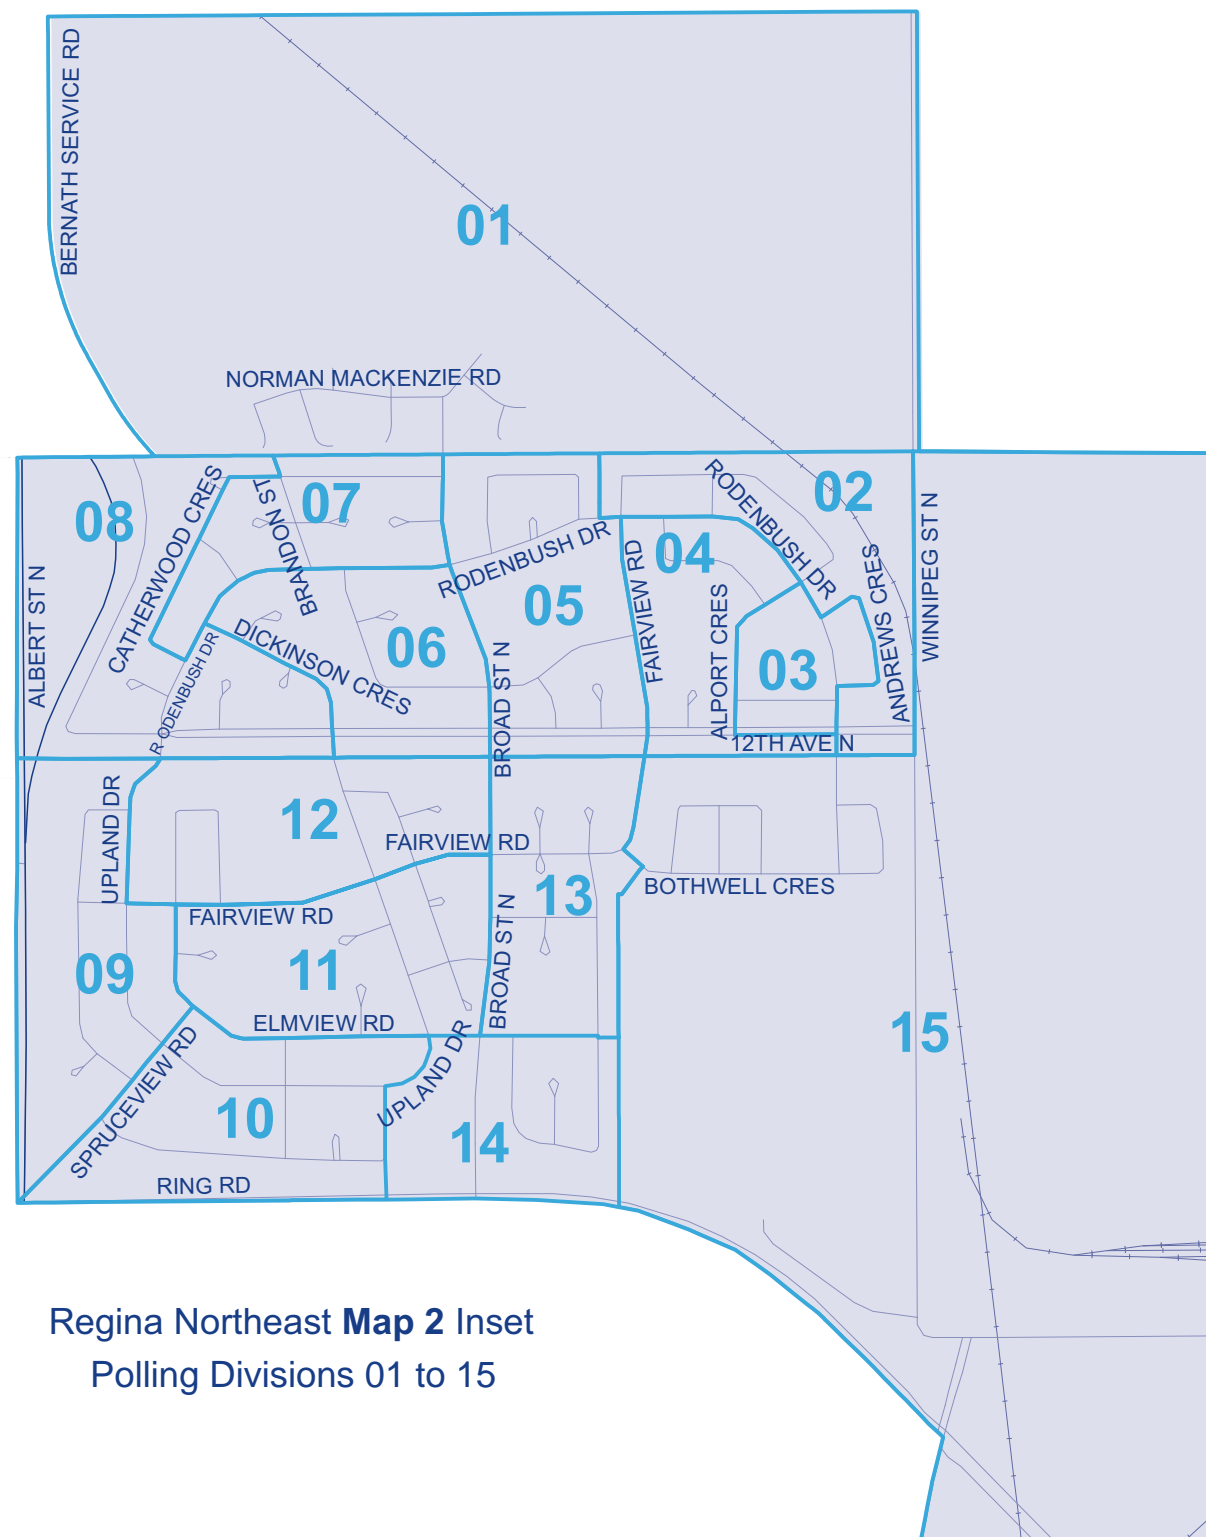 BERNATH SERVICE RD
01
NORMAN MACKENZIE RD
08
CATHERWOOD CRES
BRANDON ST
07
RODENBUSH DR
02
WINNIPEG ST N
ALBERT ST N
RODENBUSH DR
04
FAIRVIEW RD
05
ANDREWS CRES
R ODENBUSH DR
DICKINSON CRES
06
BROAD ST N
ALPORT CRES
03
12TH AVE N
UPLAND DR
12
FAIRVIEW RD
13
BOTHWELL CRES
FAIRVIEW RD
09
11
BROAD ST N
15
ELMVIEW RD
SPRUCEVIEW RD
10
UPLAND DR
14
RING RD
Regina Northeast Map 2 Inset
Polling Divisions 01 to 15